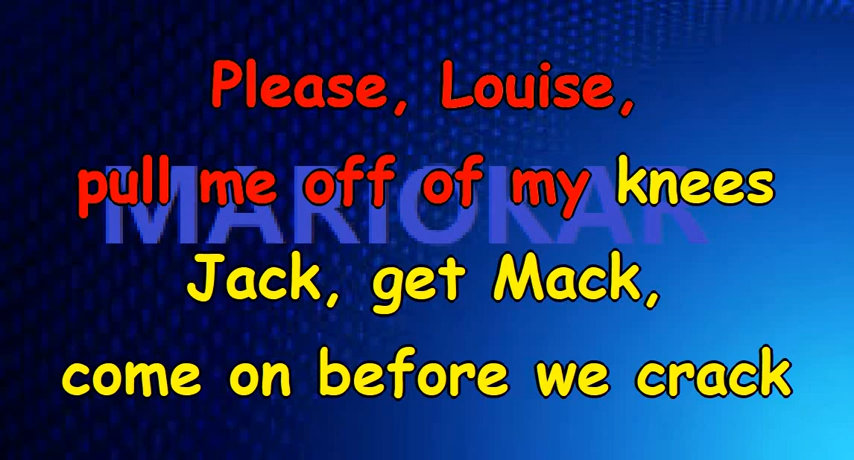 Please, Louise,
pull me off of my knees
MARIOKAR
Jack, get Mack,
come on before we crack